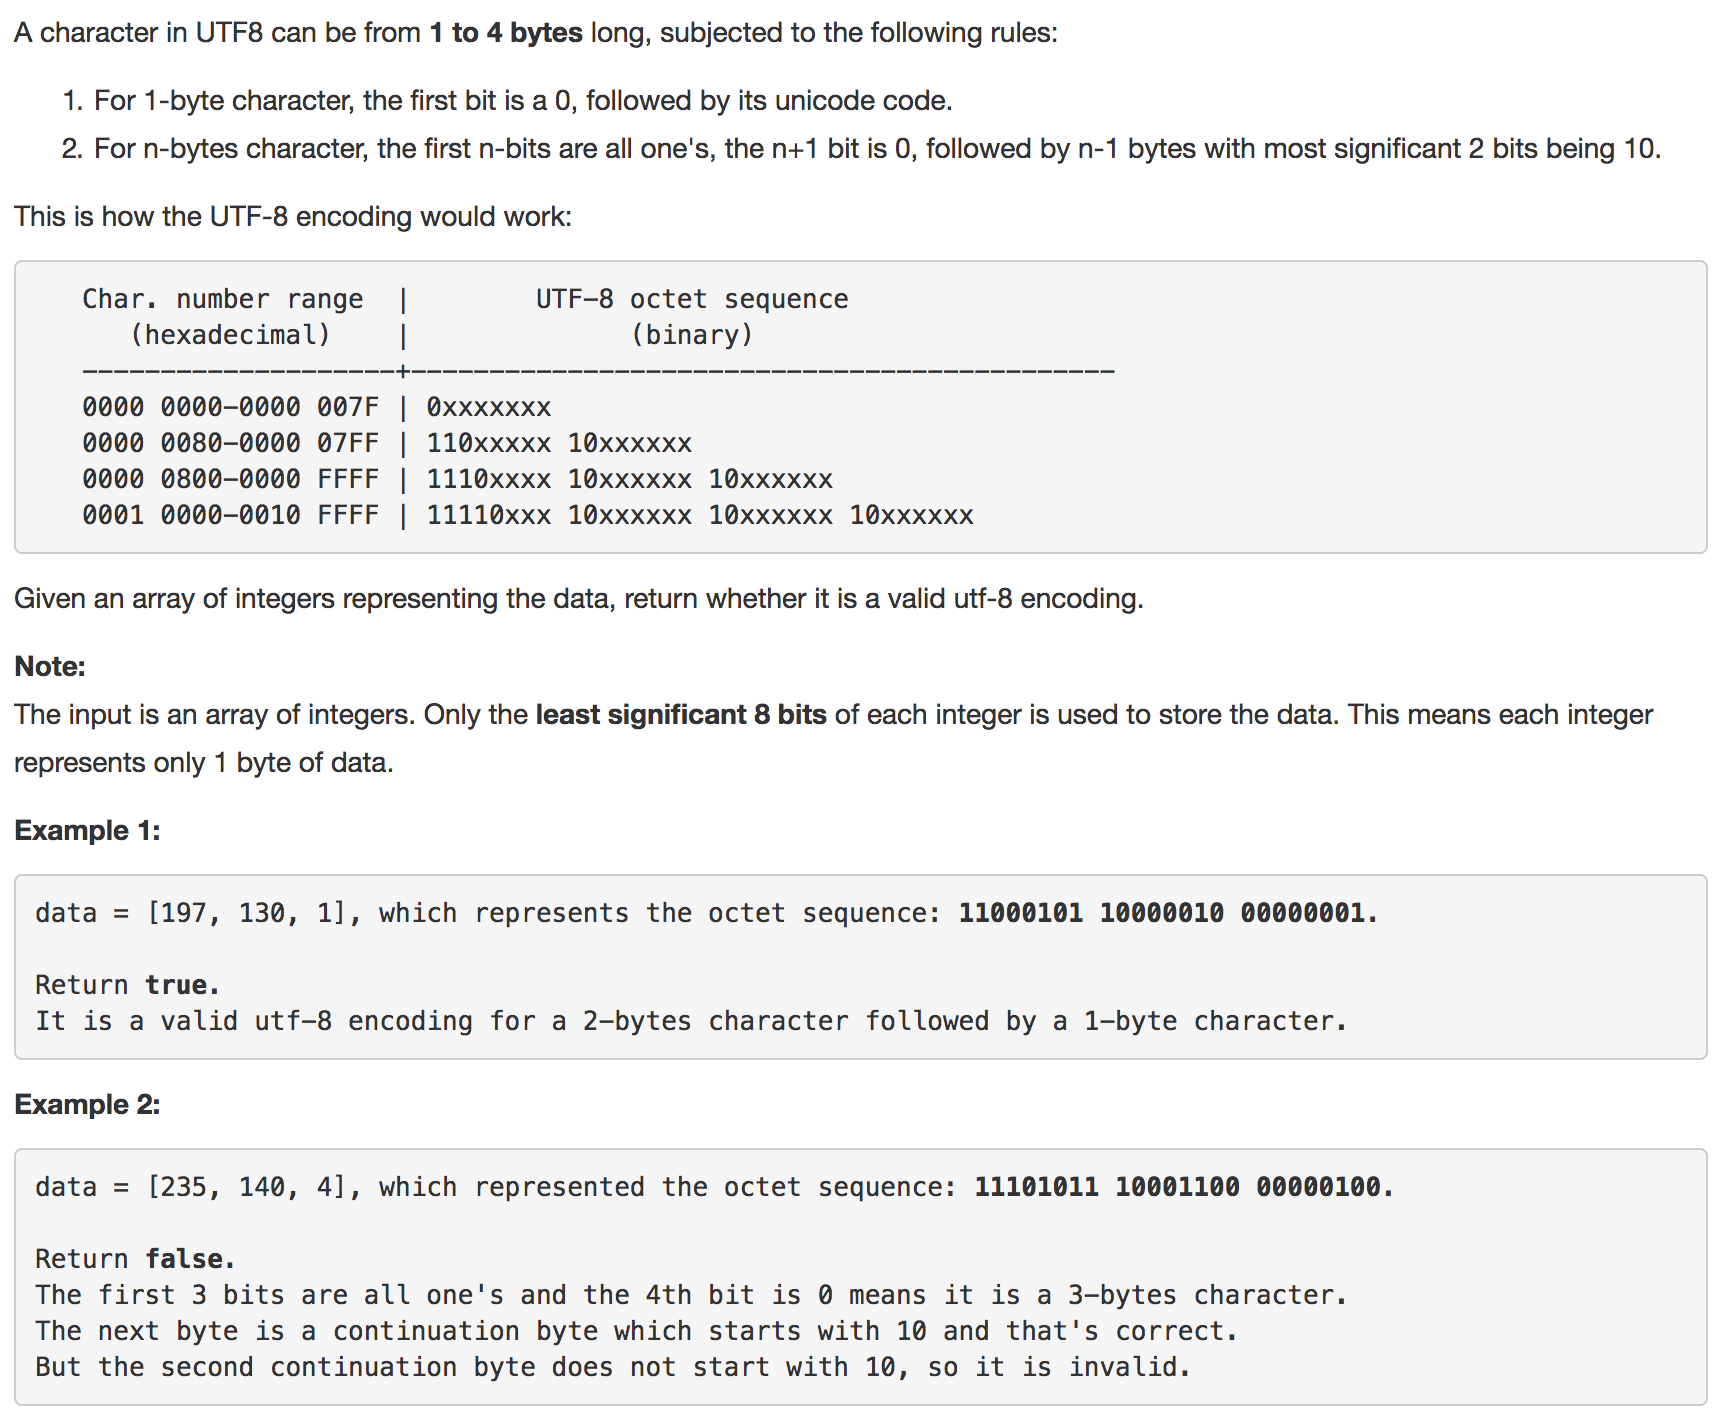 A character in UTF8 can be from 1 to 4 bytes long, subjected to the following rules:
1. For 1-byte character, the first bit is a 0, followed by its unicode code.
2. For n-bytes character, the first n-bits are all one's, the n+1 bit is 0, followed by n-1 bytes with most significant 2 bits being 10.
This is how the UTF-8 encoding would work:
Char. number range | UTF-8 octet sequence
(hexadecimal) | (binary)
--------------------+---------------------------------------------
0000 0000-0000 007F | 0xxxxxxx
0000 0080-0000 07FF | 110xxxxx 10xxxxxx
0000 0800-0000 FFFF | 1110xxxx 10xxxxxx 10xxxxxx
0001 0000-0010 FFFF | 11110xxx 10xxxxxx 10xxxxxx 10xxxxxx
Given an array of integers representing the data, return whether it is a valid utf-8 encoding.
Note:
The input is an array of integers. Only the least significant 8 bits of each integer is used to store the data. This means each integer
represents only 1 byte of data.
Example 1:
data = [197, 130, 1], which represents the octet sequence: 11000101 10000010 00000001.
Return true.
It is a valid utf-8 encoding for a 2-bytes character followed by a 1-byte character.
Example 2:
data = [235, 140, 4], which represented the octet sequence: 11101011 10001100 00000100.
Return false.
The first 3 bits are all one's and the 4th bit is 0 means it is a 3-bytes character.
The next byte is a continuation byte which starts with 10 and that's correct.
But the second continuation byte does not start with 10, so it is invalid.